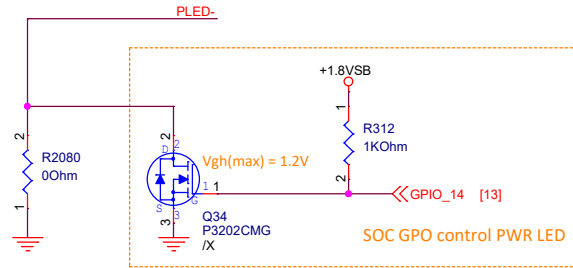 PLED-
+1.8VSB
1
R312
1KOhm
2
2
R2080
0Ohm
1
2
D 2
Vgh(max) = 1.2V
1 1
G
S 3
3
Q34
P3202CMG
/X
GPIO_14 [13]
SOC GPO control PWR LED